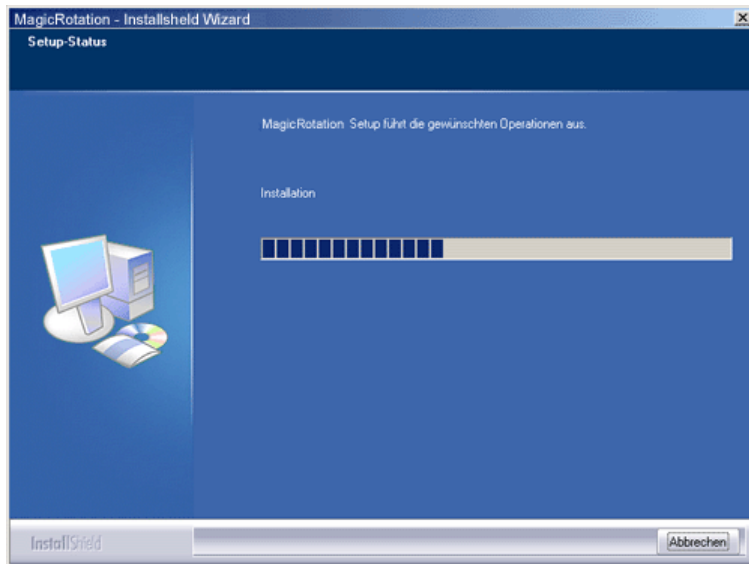 MagicRotation - Installsheld Wizard
Setup-Status
MagicRotation Setup führt die gewünschten Operationen aus.
Installation
InstallShield
Abbrechen